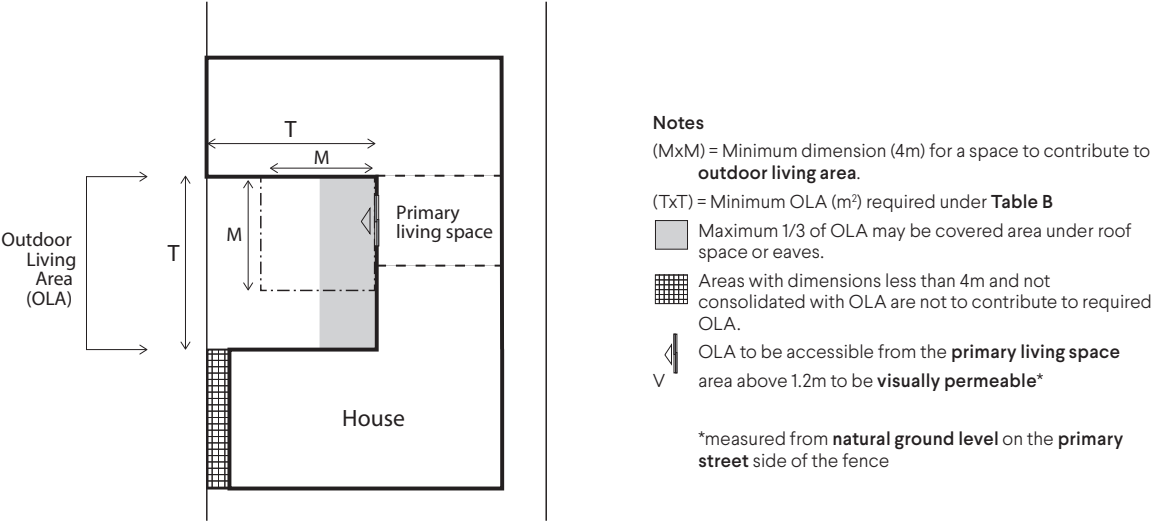 T
M
M
T
Primary
living space
Outdoor
Living
Area
(OLA)
House
Notes
(MxM) = Minimum dimension (4m) for a space to contribute to
outdoor living area.
(TxT) = Minimum OLA (m²) required under Table B
Maximum 1/3 of OLA may be covered area under roof
space or eaves.
Areas with dimensions less than 4m and not
consolidated with OLA are not to contribute to required
OLA.
OLA to be accessible from the primary living space
V area above 1.2m to be visually permeable*
*measured from natural ground level on the primary
street side of the fence